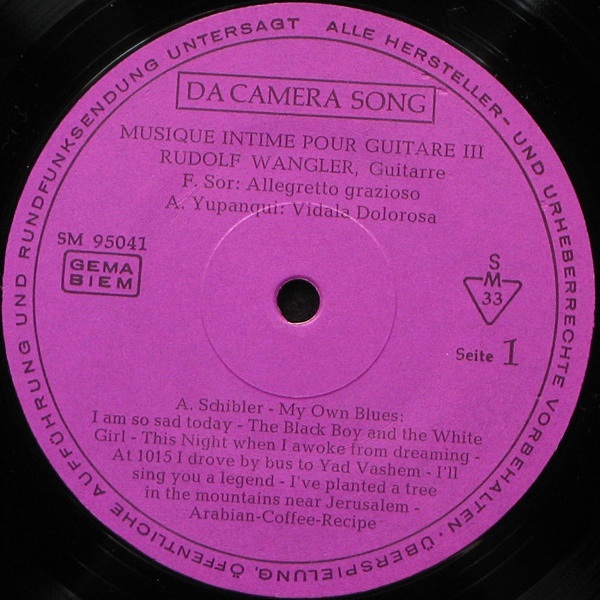 ALLE HERSTELLER- UND URHEBERRECHTE VORBEHALTEN · ÜBERSPIELUNG, ÖFFENTLICHE AUFFÜHRUNG UND RUNDFUNKSENDUNG UNTERSAGT
DA CAMERA SONG
MUSIQUE INTIME POUR GUITARE III
RUDOLF WANGLER, Guitarre
F. Sor: Allegretto grazioso
A. Yupanqui: Vidala Dolorosa
SM 95041
GEMA
BIEM
S
M
33
Seite 1
A. Schibler - My Own Blues:
I am so sad today - The Black Boy and the White
Girl - This Night when I awoke from dreaming -
At 1015 I drove by bus to Yad Vashem - I'll
sing you a legend - I've planted a tree
in the mountains near Jerusalem -
Arabian-Coffee-Recipe